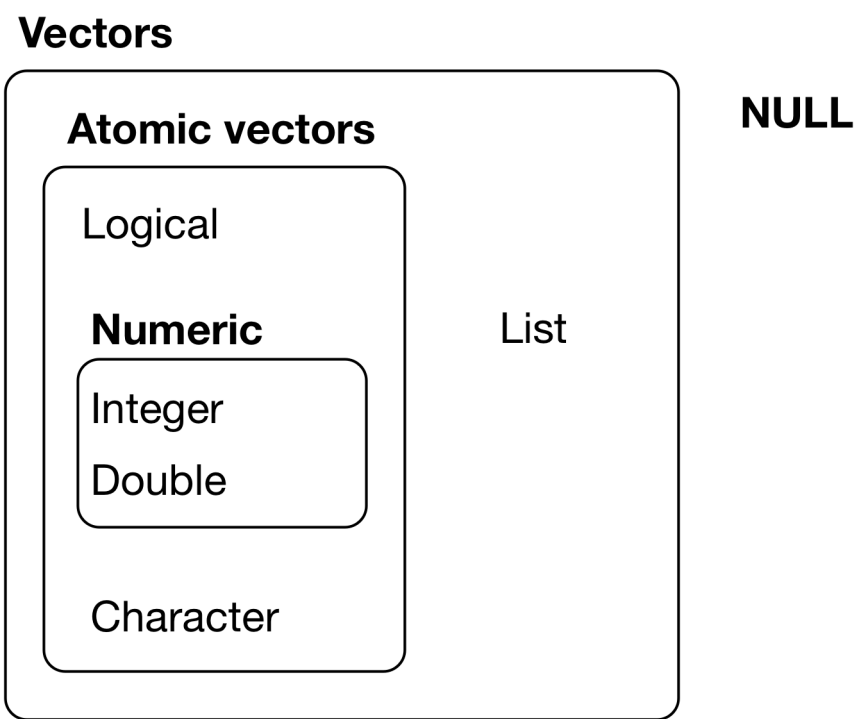 Vectors
Atomic vectors
NULL
Logical
Numeric
List
Integer
Double
Character